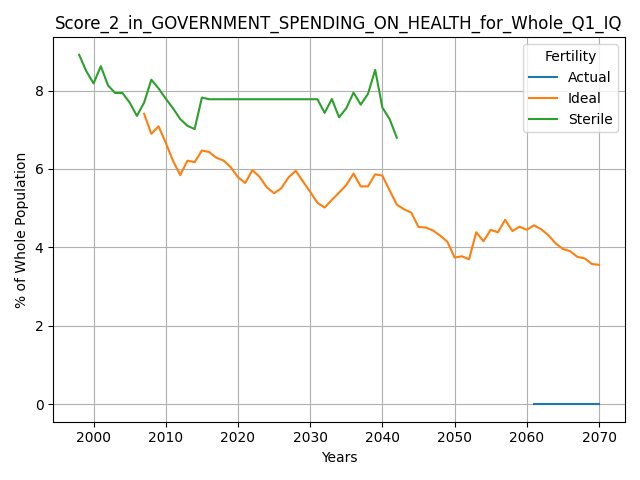 Score_2_in_GOVERNMENT_SPENDING_ON_HEALTH_for_Whole_Q1_IQ
Fertility
Actual
Ideal
Sterile
% of Whole Population
8
6
4
2
0
2000 2010 2020 2030 2040 2050 2060 2070
Years